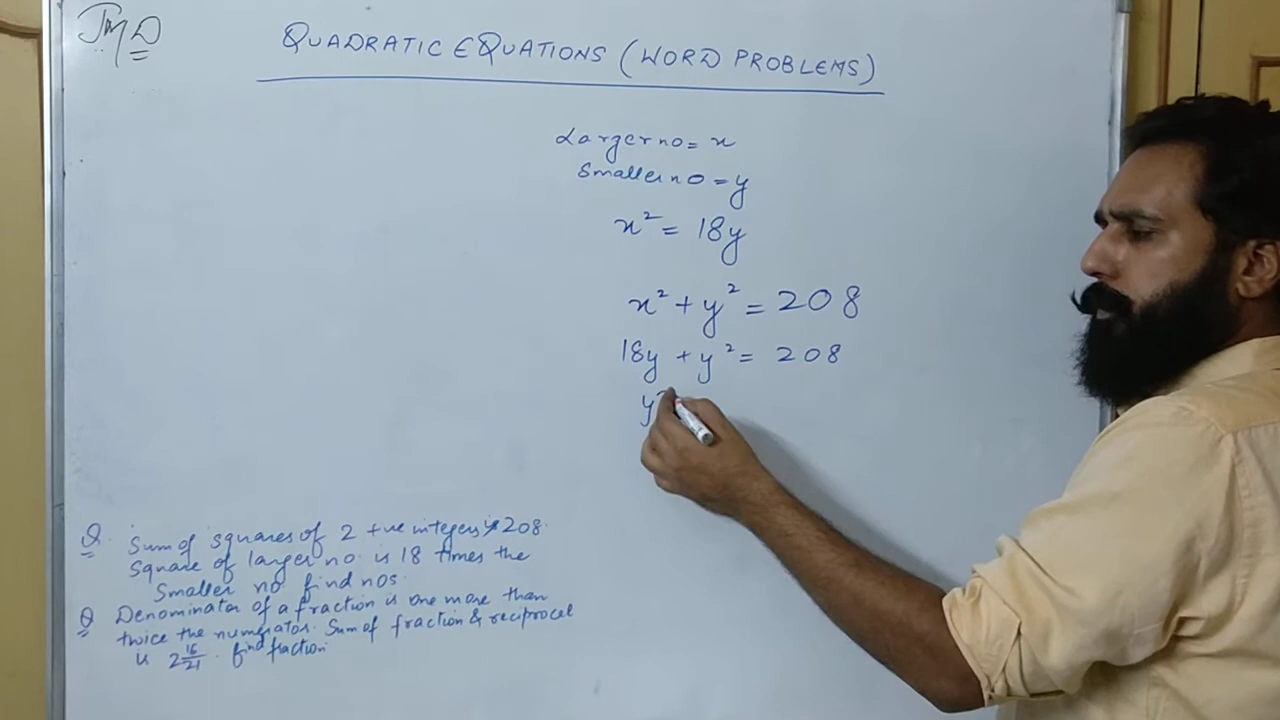 JMD
QUADRATIC EQUATIONS (WORD PROBLEMS)
Larger no = x
Smaller no = y
x² = 18y
x² + y² = 208
18y + y² = 208
y²
Q. Sum of squares of 2 +ve integers is 208.
Square of larger no. is 18 times the
Smaller no. find nos.
Q Denominator of a fraction is one more than
twice the numerator. Sum of fraction & reciprocel
is 2 16/21. find fraction